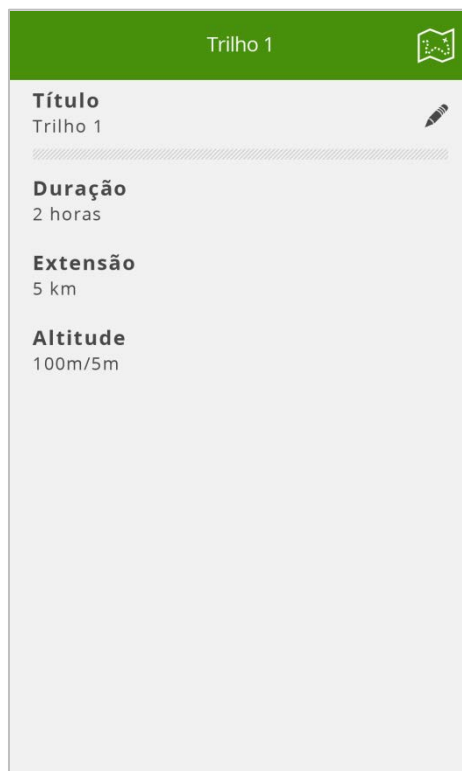 Trilho 1
Título
Trilho 1
Duração
2 horas
Extensão
5 km
Altitude
100m/5m